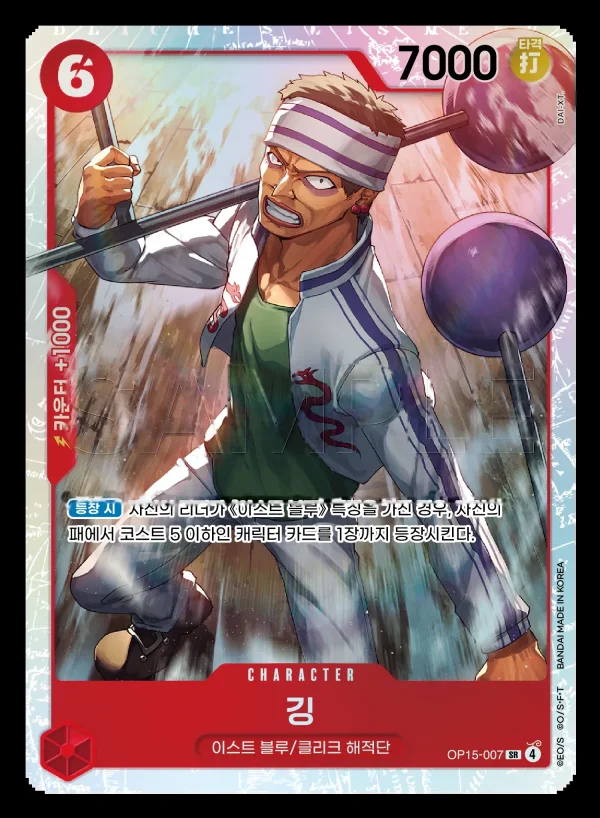 6
7000
타격
打
DAI-XT.
카운터 +1000
SAMPLE
등장 시 자신의 리더가 《이스트 블루》 특징을 가진 경우, 자신의
패에서 코스트 5 이하인 캐릭터 카드를 1장까지 등장시킨다.
CHARACTER
깅
이스트 블루/클리크 해적단
OP15-007 SR 4
©E.O/S ©O/S·F·T BANDAI MADE IN KOREA